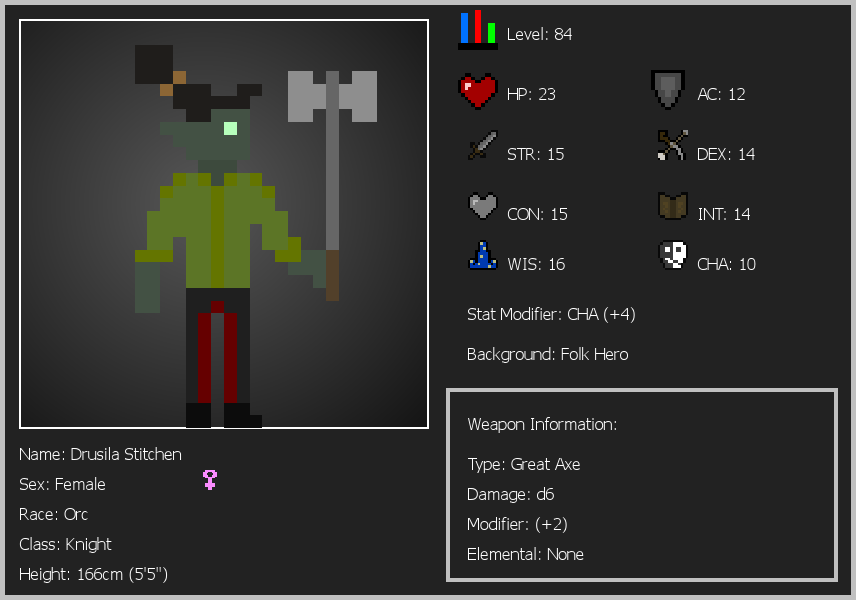 Level: 84
HP: 23
AC: 12
STR: 15
DEX: 14
CON: 15
INT: 14
WIS: 16
CHA: 10
Stat Modifier: CHA (+4)
Background: Folk Hero
Weapon Information:
Type: Great Axe
Damage: d6
Modifier: (+2)
Elemental: None
Name: Drusila Stitchen
Sex: Female
Race: Orc
Class: Knight
Height: 166cm (5'5")